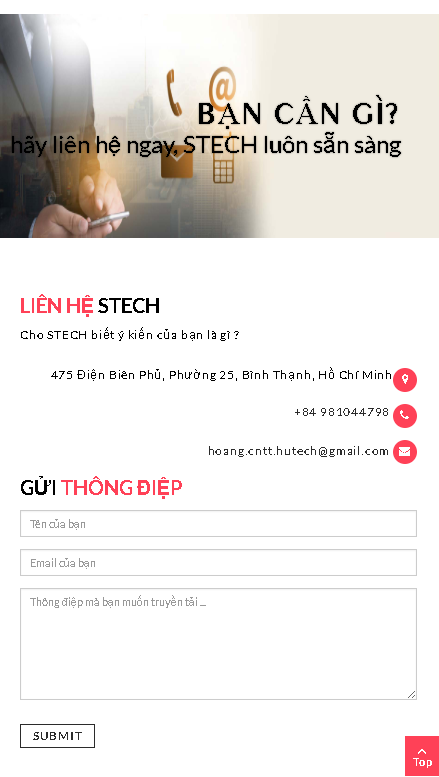 BẠN CẦN GÌ?
hãy liên hệ ngay, STECH luôn sẵn sàng
LIÊN HỆ STECH
Cho STECH biết ý kiến của bạn là gì ?
475 Điện Biên Phủ, Phường 25, Bình Thạnh, Hồ Chí Minh
+84 981044798
hoang.cntt.hutech@gmail.com
GỬI THÔNG ĐIỆP
Tên của bạn
Email của bạn
Thông điệp mà bạn muốn truyền tải ...
SUBMIT
Top